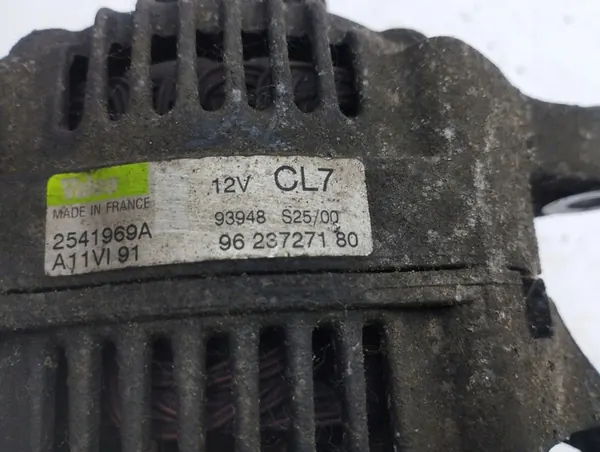 Valeo
MADE IN FRANCE
12V CL7
93948 S25/00
2541969A 96 237271 80
A11VI 91